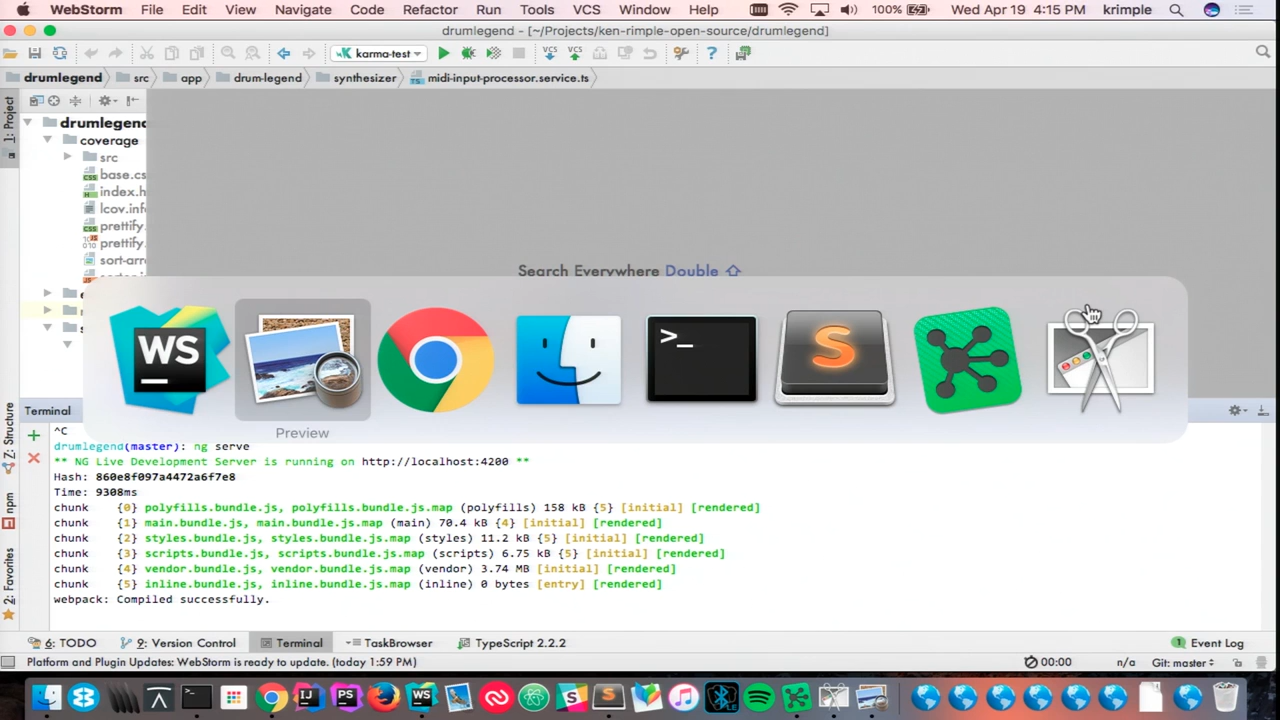 WebStorm File Edit View Navigate Code Refactor Run Tools VCS Window Help 100% Wed Apr 19 4:15 PM krimple
drumlegend - [~/Projects/ken-rimple-open-source/drumlegend]
karma-test VCS VCS ?
drumlegend src app drum-legend synthesizer midi-input-processor.service.ts
1: Project
drumlegend
coverage
src
base.cs
index.h
lcov.info
prettify.
prettify.
sort-arro
Search Everywhere Double ⇧
WS >_ S
Preview
Z: Structure
npm
2: Favorites
Terminal
^C
drumlegend(master): ng serve
** NG Live Development Server is running on http://localhost:4200 **
Hash: 860e8f097a4472a6f7e8
Time: 9308ms
chunk {0} polyfills.bundle.js, polyfills.bundle.js.map (polyfills) 158 kB {5} [initial] [rendered]
chunk {1} main.bundle.js, main.bundle.js.map (main) 70.4 kB {4} [initial] [rendered]
chunk {2} styles.bundle.js, styles.bundle.js.map (styles) 11.2 kB {5} [initial] [rendered]
chunk {3} scripts.bundle.js, scripts.bundle.js.map (scripts) 6.75 kB {5} [initial] [rendered]
chunk {4} vendor.bundle.js, vendor.bundle.js.map (vendor) 3.74 MB [initial] [rendered]
chunk {5} inline.bundle.js, inline.bundle.js.map (inline) 0 bytes [entry] [rendered]
webpack: Compiled successfully.
6: TODO 9: Version Control Terminal TaskBrowser TypeScript 2.2.2 1 Event Log
Platform and Plugin Updates: WebStorm is ready to update. (today 1:59 PM) 00:00 n/a Git: master